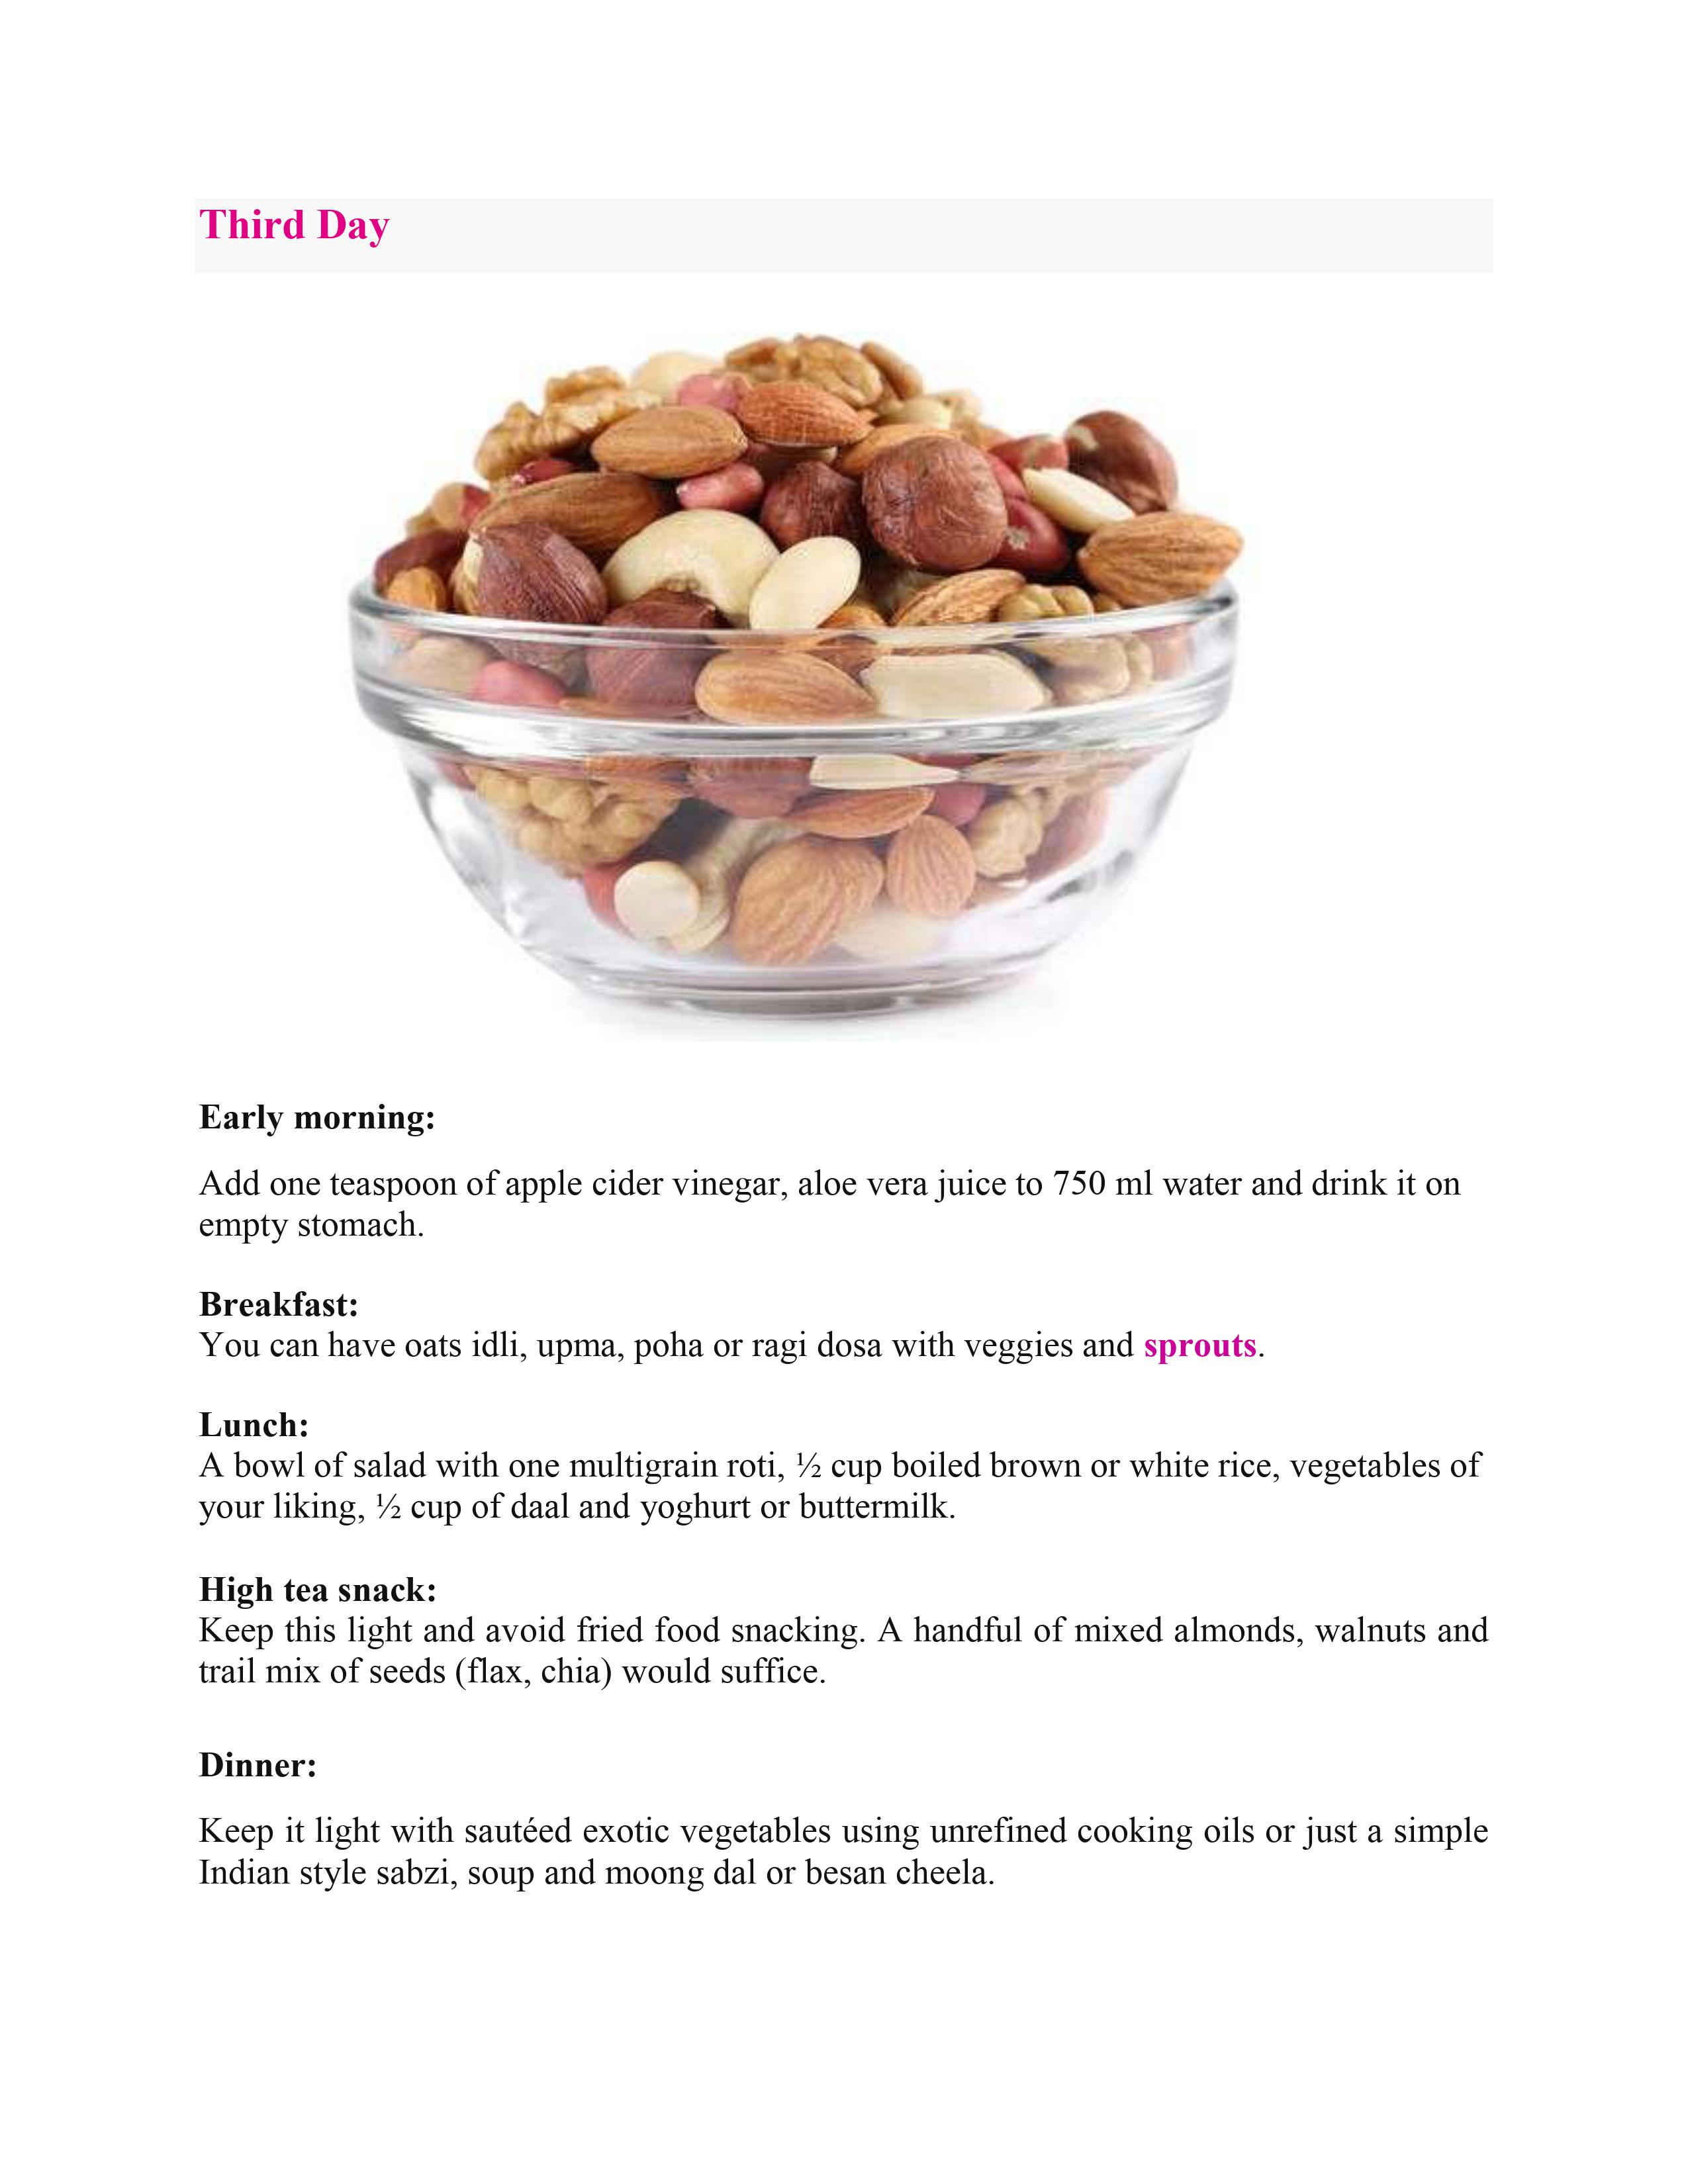 Third Day
Early morning:
Add one teaspoon of apple cider vinegar, aloe vera juice to 750 ml water and drink it on
empty stomach.
Breakfast:
You can have oats idli, upma, poha or ragi dosa with veggies and sprouts.
Lunch:
A bowl of salad with one multigrain roti, ½ cup boiled brown or white rice, vegetables of
your liking, ½ cup of daal and yoghurt or buttermilk.
High tea snack:
Keep this light and avoid fried food snacking. A handful of mixed almonds, walnuts and
trail mix of seeds (flax, chia) would suffice.
Dinner:
Keep it light with sautéed exotic vegetables using unrefined cooking oils or just a simple
Indian style sabzi, soup and moong dal or besan cheela.